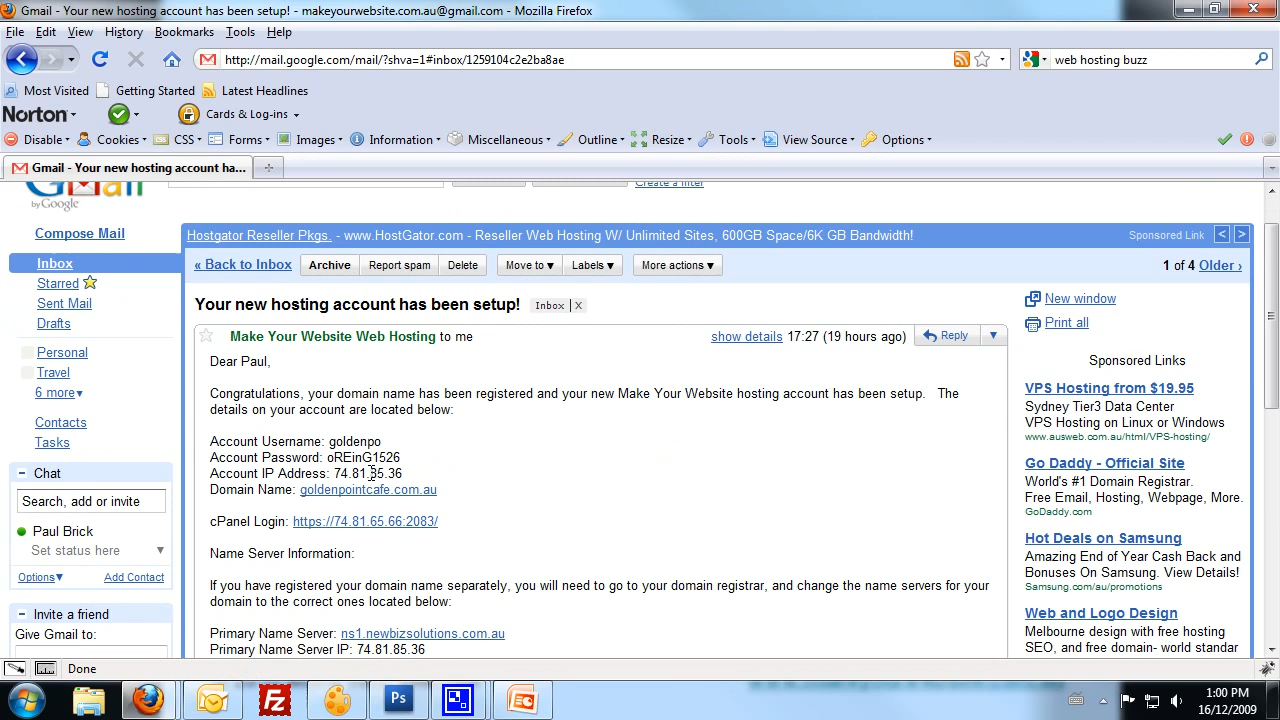 Gmail - Your new hosting account has been setup! - makeyourwebsite.com.au@gmail.com - Mozilla Firefox
File Edit View History Bookmarks Tools Help
http://mail.google.com/mail/?shva=1#inbox/1259104c2e2ba8ae
web hosting buzz
Most Visited Getting Started Latest Headlines
Norton Cards & Log-ins
Disable Cookies CSS Forms Images Information Miscellaneous Outline Resize Tools View Source Options
Gmail - Your new hosting account ha...
Gmail
by Google
Create a filter
Compose Mail
Inbox
Starred
Sent Mail
Drafts
Personal
Travel
6 more
Contacts
Tasks
Chat
Search, add or invite
Paul Brick
Set status here
Options Add Contact
Invite a friend
Give Gmail to:
Hostgator Reseller Pkgs. - www.HostGator.com - Reseller Web Hosting W/ Unlimited Sites, 600GB Space/6K GB Bandwidth! Sponsored Link < >
« Back to Inbox Archive Report spam Delete Move to Labels More actions 1 of 4 Older ›
Your new hosting account has been setup! Inbox X
Make Your Website Web Hosting to me show details 17:27 (19 hours ago) Reply
Dear Paul,
Congratulations, your domain name has been registered and your new Make Your Website hosting account has been setup. The
details on your account are located below:
Account Username: goldenpo
Account Password: oREinG1526
Account IP Address: 74.81.85.36
Domain Name: goldenpointcafe.com.au
cPanel Login: https://74.81.65.66:2083/
Name Server Information:
If you have registered your domain name separately, you will need to go to your domain registrar, and change the name servers for your
domain to the correct ones located below:
Primary Name Server: ns1.newbizsolutions.com.au
Primary Name Server IP: 74.81.85.36
New window
Print all
Sponsored Links
VPS Hosting from $19.95
Sydney Tier3 Data Center
VPS Hosting on Linux or Windows
www.ausweb.com.au/html/VPS-hosting/
Go Daddy - Official Site
World's #1 Domain Registrar.
Free Email, Hosting, Webpage, More.
GoDaddy.com
Hot Deals on Samsung
Amazing End of Year Cash Back and
Bonuses On Samsung. View Details!
Samsung.com/au/promotions
Web and Logo Design
Melbourne design with free hosting
SEO, and free domain- world standar
Done
Ps
1:00 PM
16/12/2009